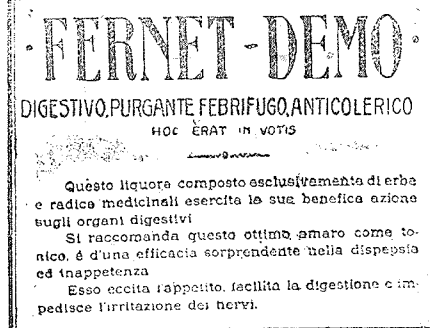 FERNET-DEMO
DIGESTIVO, PURGANTE FEBRIFUGO, ANTICOLERICO
HOC ERAT IN VOTIS
Questo liquore composto esclusivamente di erbe
e radice medicinali esercita la sua benefica azione
sugli organi digestivi
Si raccomanda questo ottimo amaro come to-
nico, é d'una efficacia sorprendente nella dispepsia
ed inappetenza
Esso eccita l'appetito, facilita la digestione e im-
pedisce l'irritazione dei nervi.